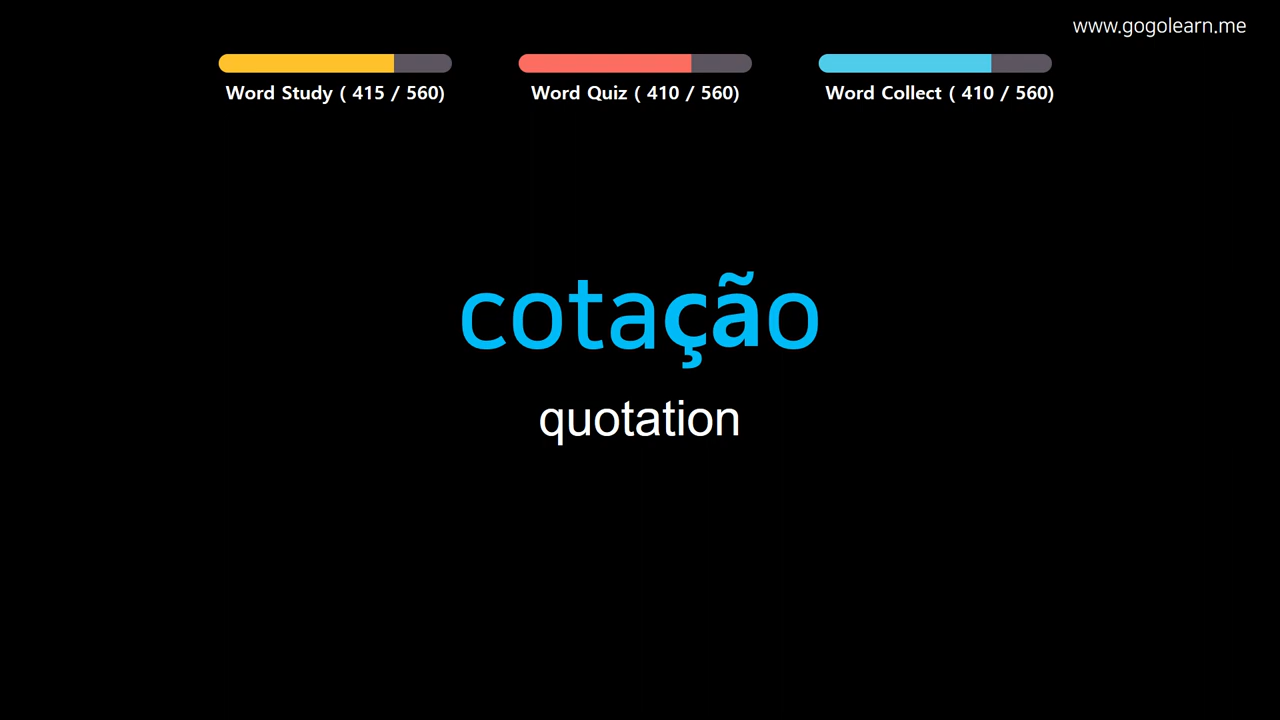 www.gogolearn.me
Word Study ( 415 / 560)
Word Quiz ( 410 / 560)
Word Collect ( 410 / 560)
cotação
quotation